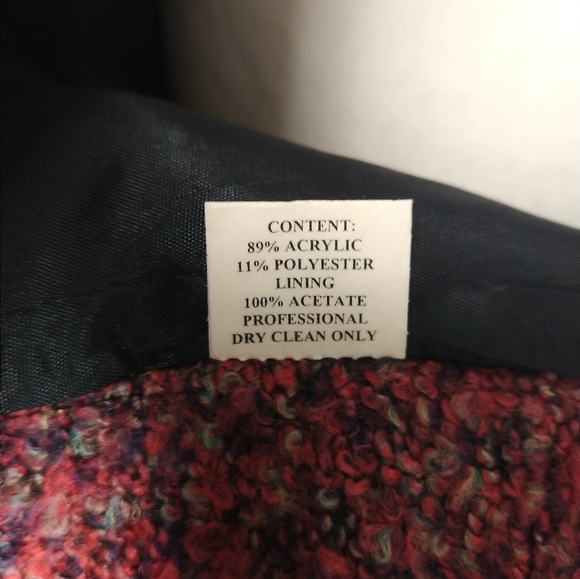 CONTENT:
89% ACRYLIC
11% POLYESTER
LINING
100% ACETATE
PROFESSIONAL
DRY CLEAN ONLY